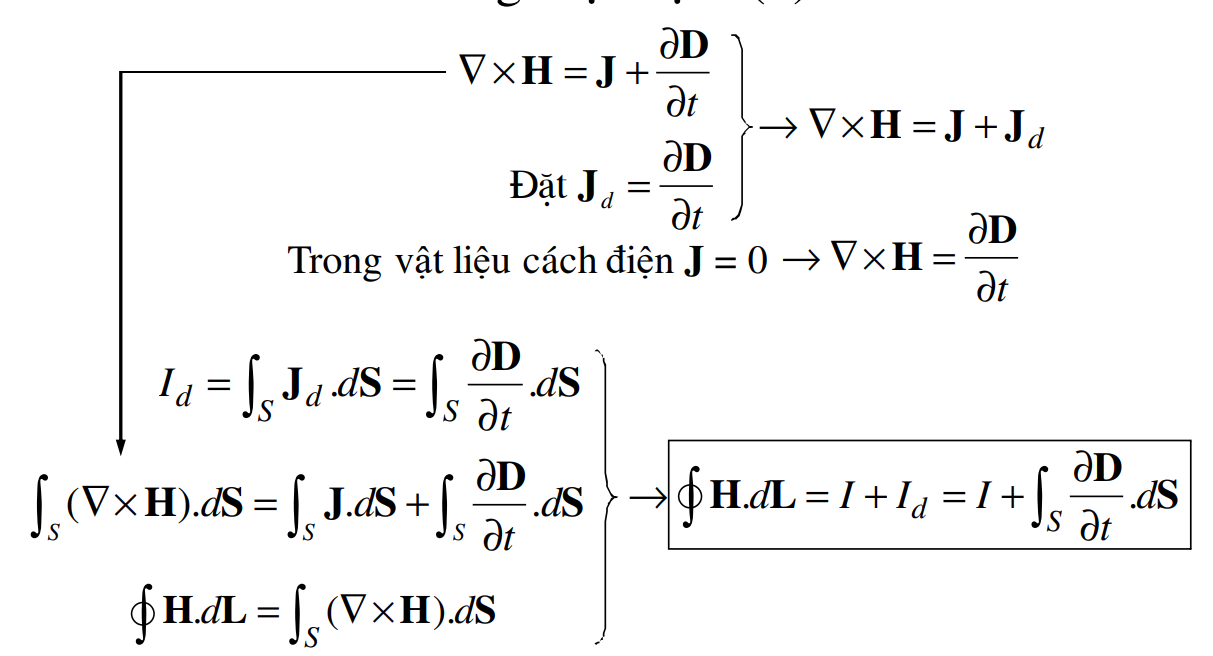 ∇×H = J + ∂D/∂t
→ ∇×H = J + J_d
Đặt J_d = ∂D/∂t
Trong vật liệu cách điện J = 0 → ∇×H = ∂D/∂t
I_d = ∫_S J_d.dS = ∫_S ∂D/∂t.dS
∫_S (∇×H).dS = ∫_S J.dS + ∫_S ∂D/∂t.dS
→ ∮H.dL = I + I_d = I + ∫_S ∂D/∂t.dS
∮H.dL = ∫_S (∇×H).dS